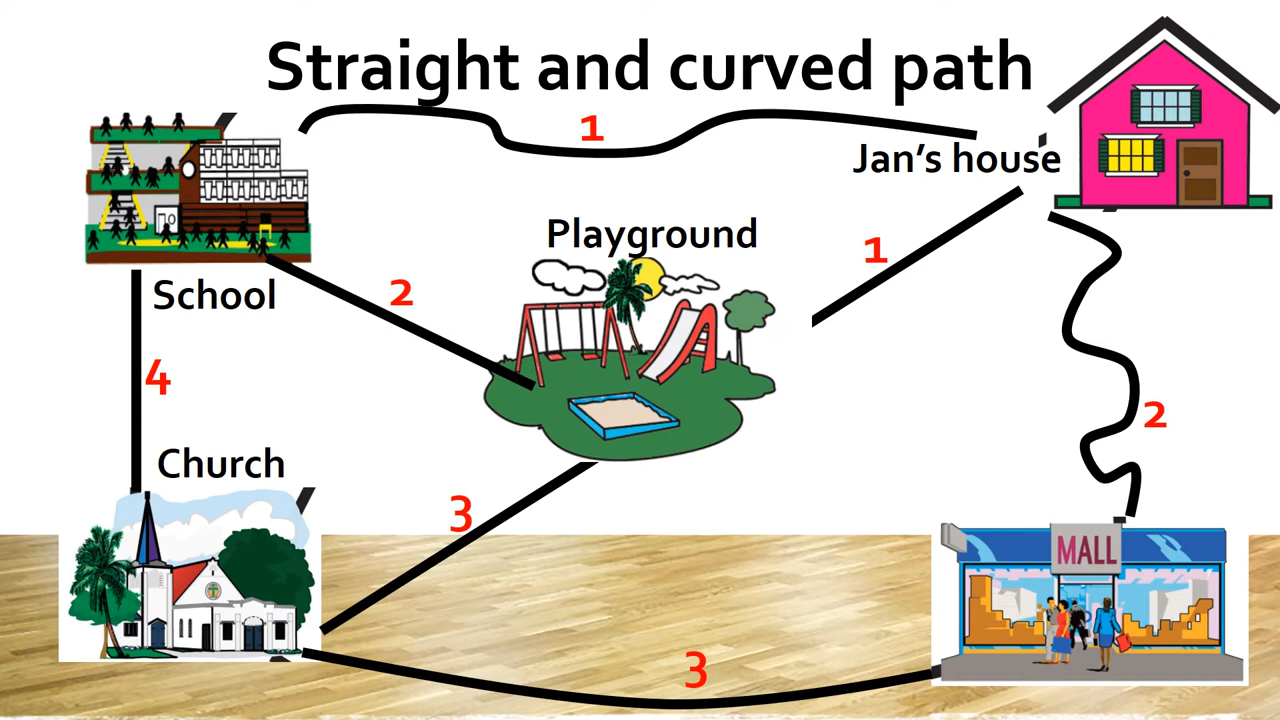 Straight and curved path
1
Jan's house
Playground
1
2
School
4
2
Church
3
MALL
3